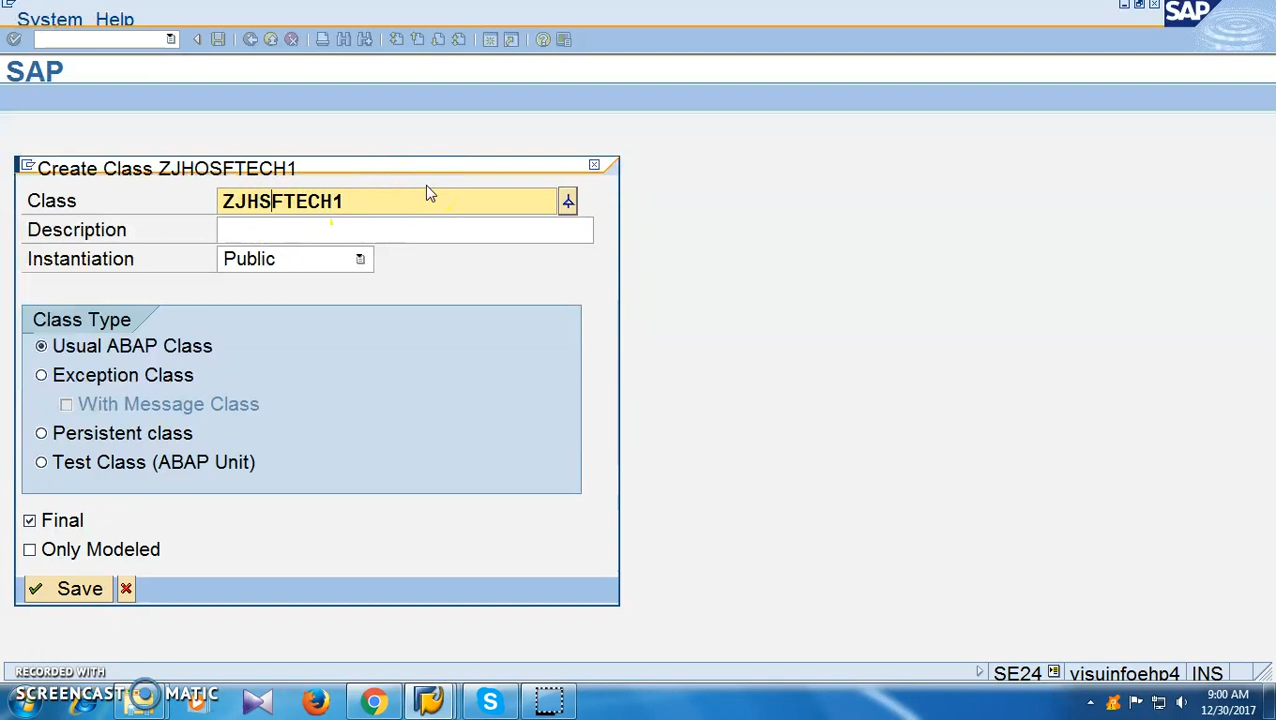 System Help
SAP
SAP
Create Class ZJHOSFTECH1
Class ZJHSFTECH1
Description
Instantiation Public
Class Type
Usual ABAP Class
Exception Class
With Message Class
Persistent class
Test Class (ABAP Unit)
Final
Only Modeled
Save
SE24 visuinfoehp4 INS
RECORDED WITH
SCREENCAST MATIC
9:00 AM
12/30/2017